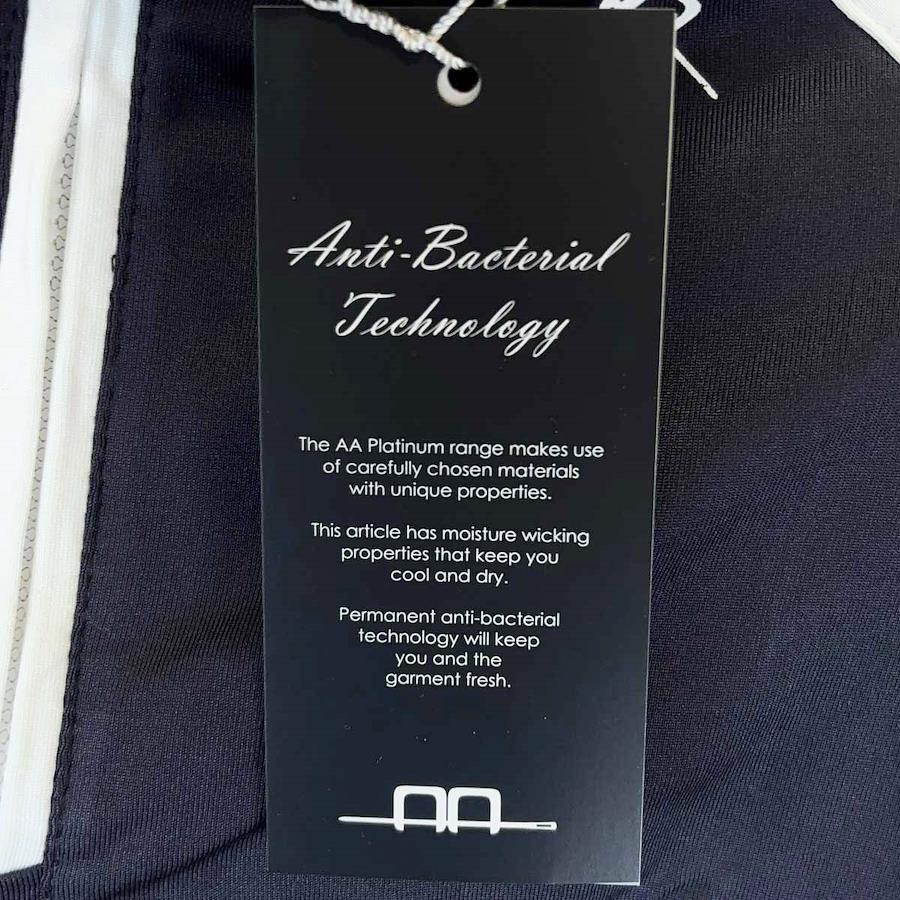 Anti-Bacterial
Technology
The AA Platinum range makes use
of carefully chosen materials
with unique properties.
This article has moisture wicking
properties that keep you
cool and dry.
Permanent anti-bacterial
technology will keep
you and the
garment fresh.
AA